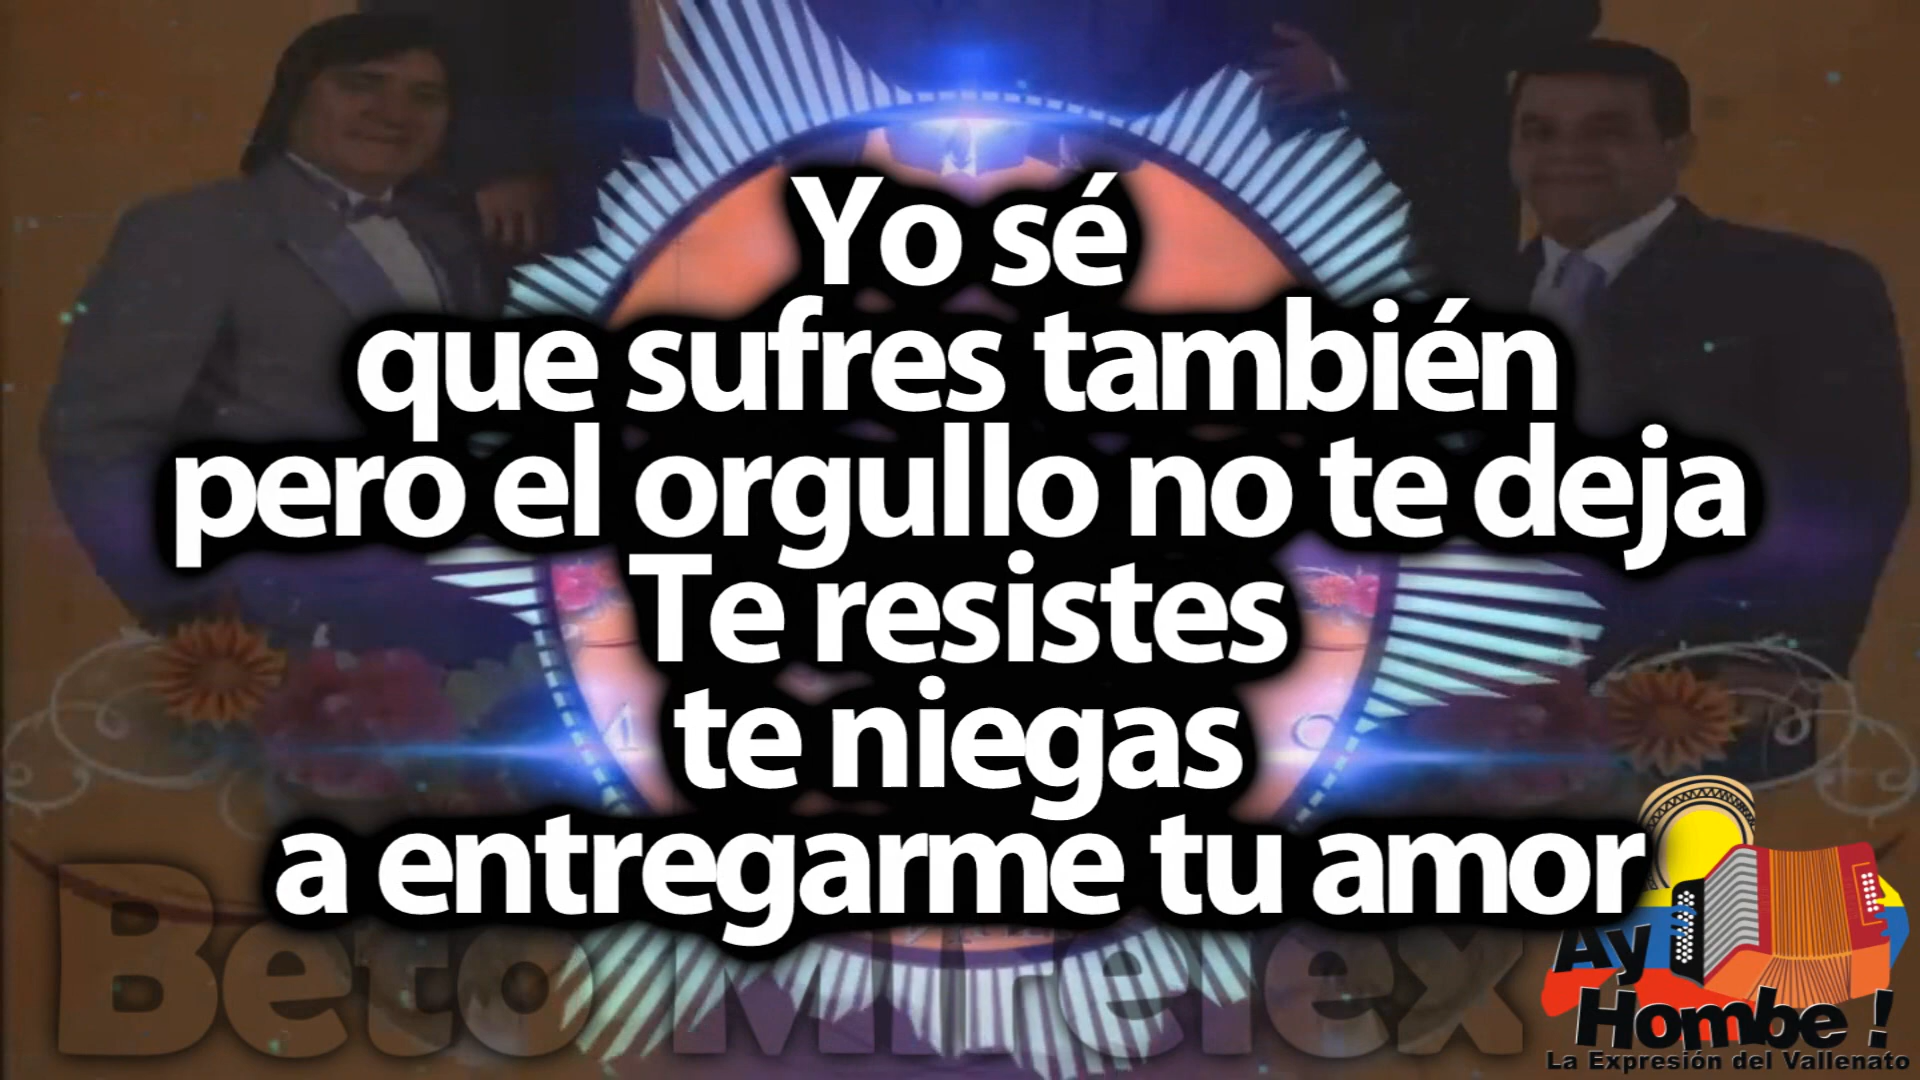 Yo sé
que sufres también
pero el orgullo no te deja
Te resistes
te niegas
a entregarme tu amor
Beto
Ay
Hombe !
La Expresión del Vallenato